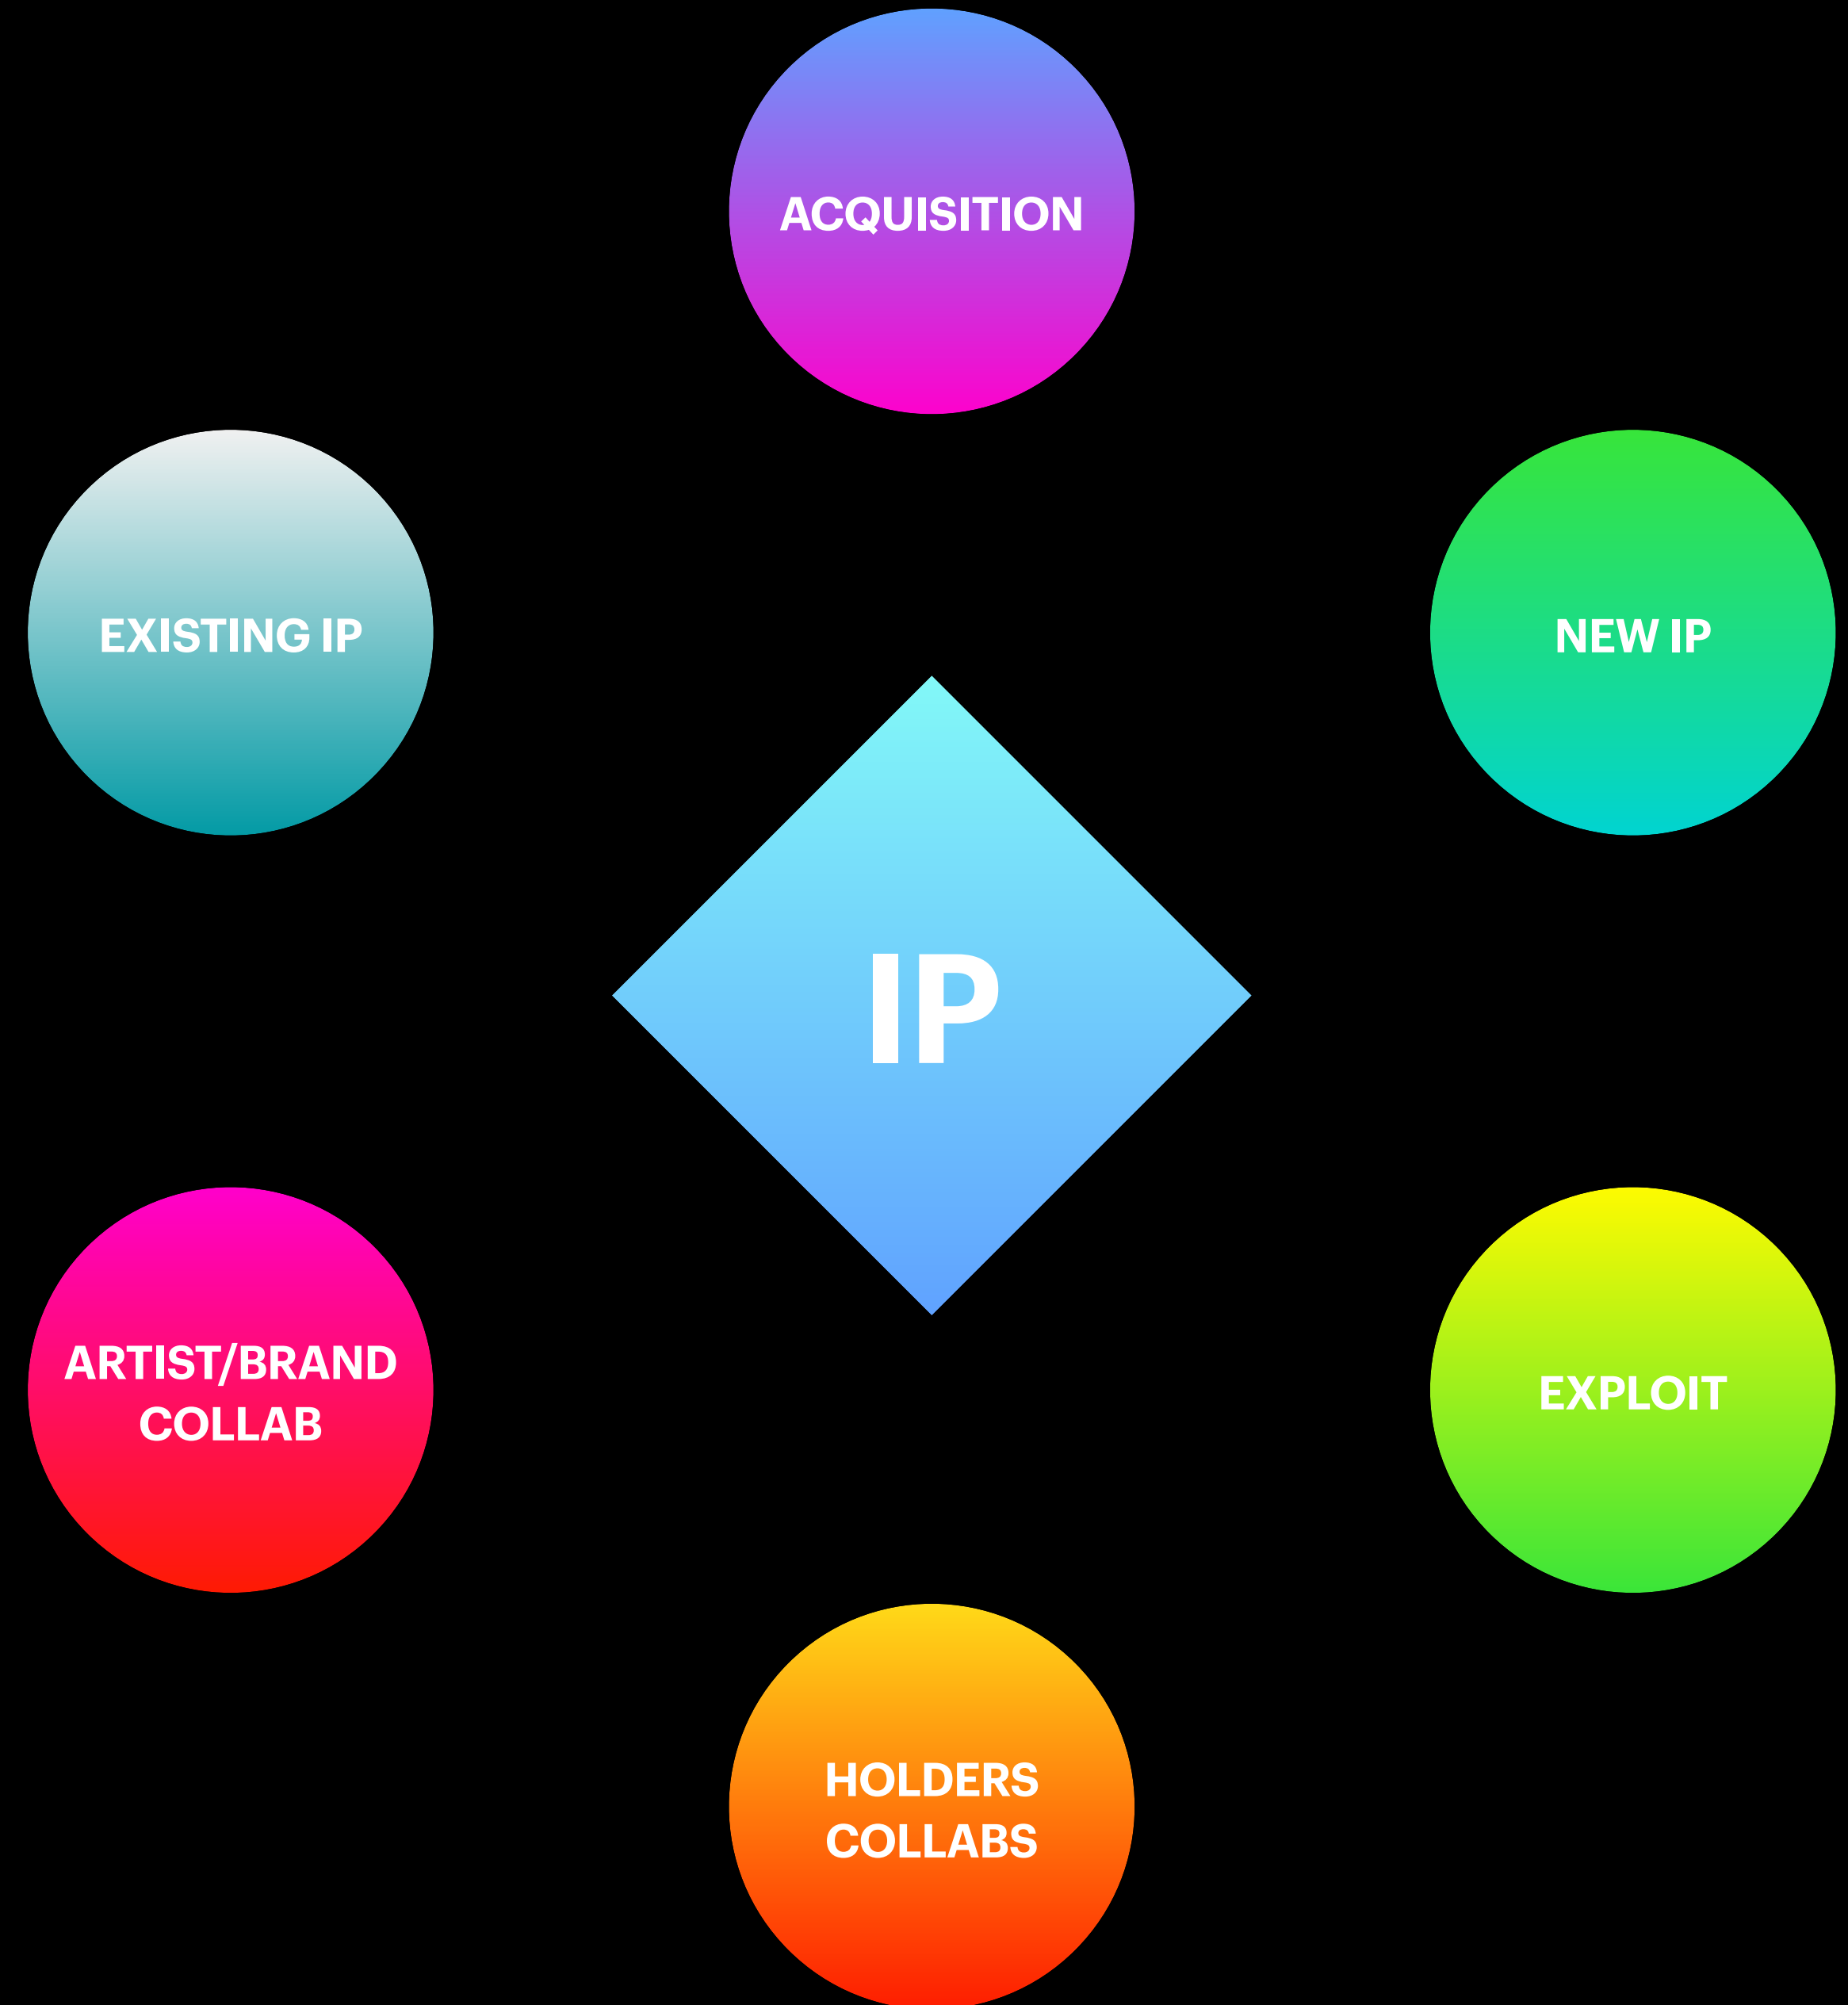 ACQUISITION
EXISTING IP
NEW IP
IP
ARTIST/BRAND
COLLAB
EXPLOIT
HOLDERS
COLLABS